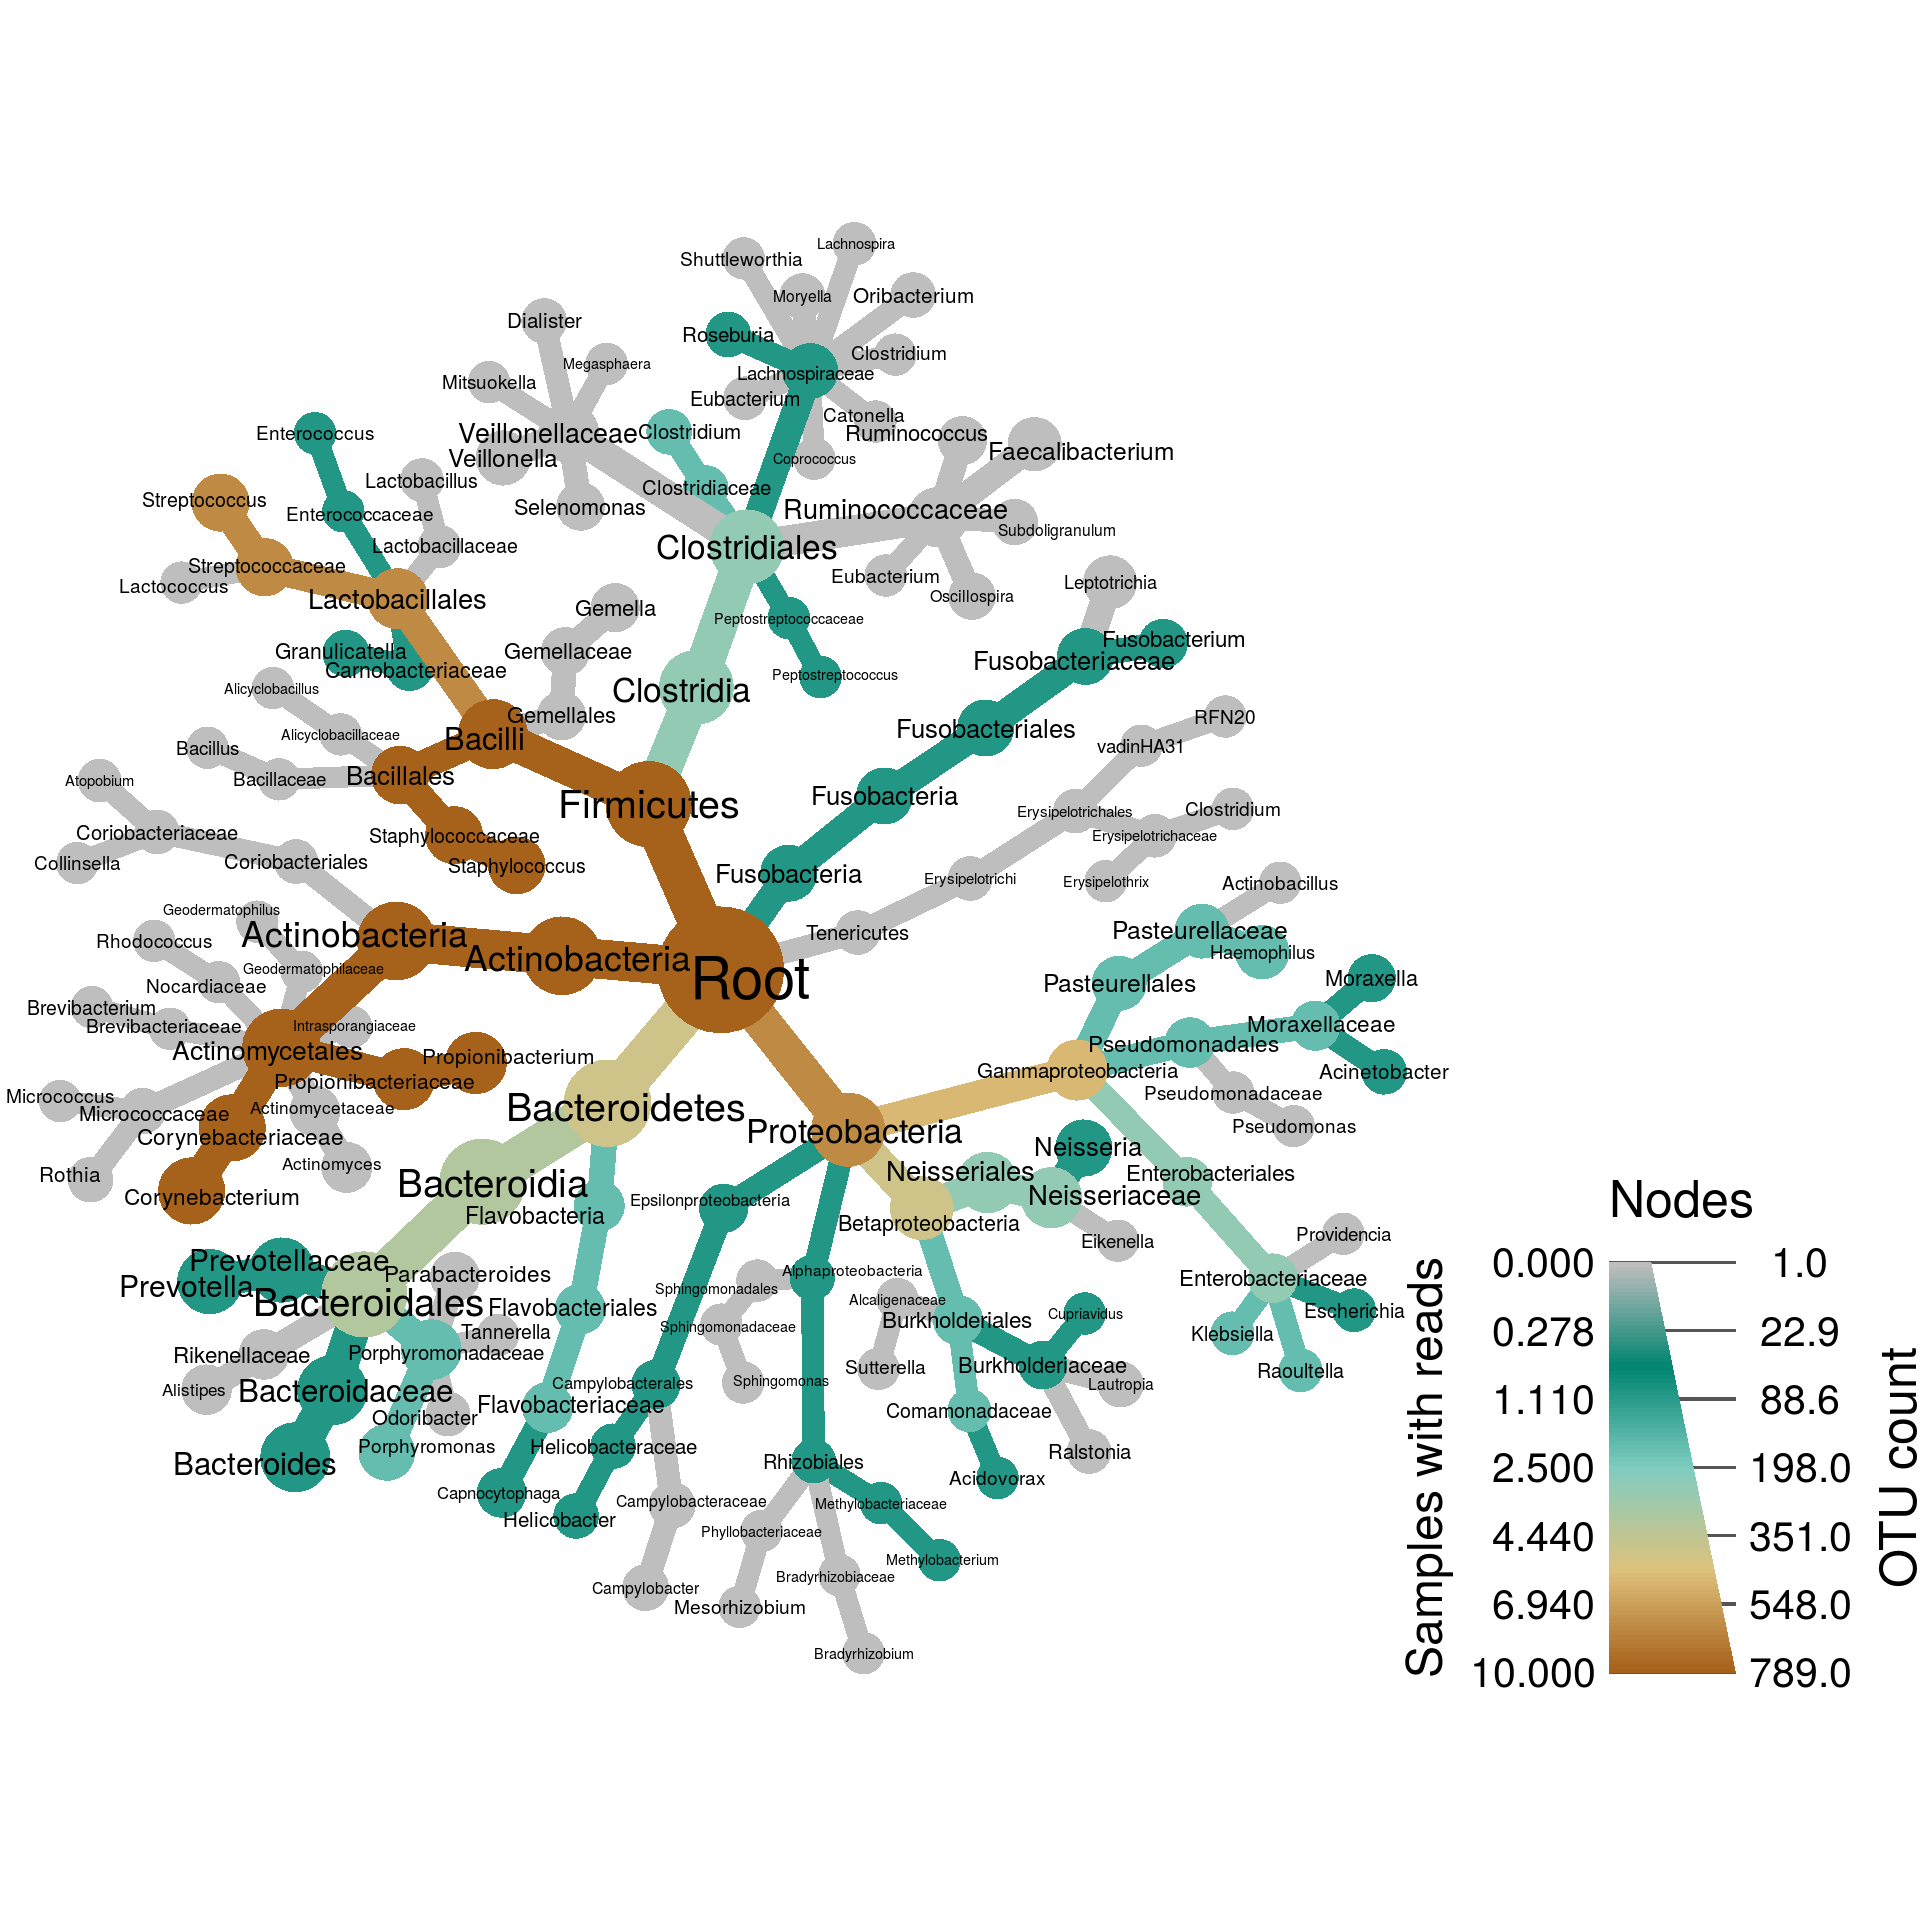 Lachnospira
Shuttleworthia
Moryella
Oribacterium
Dialister
Roseburia
Clostridium
Megasphaera
Lachnospiraceae
Mitsuokella
Eubacterium
Catonella
Enterococcus
Veillonellaceae
Clostridium
Ruminococcus
Faecalibacterium
Veillonella
Coprococcus
Lactobacillus
Clostridiaceae
Streptococcus
Selenomonas
Ruminococcaceae
Enterococcaceae
Subdoligranulum
Lactobacillaceae
Clostridiales
Streptococcaceae
Eubacterium
Leptotrichia
Lactococcus
Oscillospira
Lactobacillales
Gemella
Peptostreptococcaceae
Fusobacterium
Granulicatella
Gemellaceae
Fusobacteriaceae
Carnobacteriaceae
Peptostreptococcus
Alicyclobacillus
Clostridia
Gemellales
RFN20
Fusobacteriales
Alicyclobacillaceae
Bacilli
Bacillus
vadinHA31
Atopobium
Bacillaceae
Bacillales
Fusobacteria
Firmicutes
Erysipelotrichales
Clostridium
Coriobacteriaceae
Staphylococcaceae
Erysipelotrichaceae
Collinsella
Coriobacteriales
Staphylococcus
Fusobacteria
Erysipelotrichi
Erysipelothrix
Actinobacillus
Geodermatophilus
Rhodococcus
Actinobacteria
Tenericutes
Pasteurellaceae
Haemophilus
Actinobacteria
Geodermatophilaceae
Root
Nocardiaceae
Pasteurellales
Moraxella
Brevibacterium
Brevibacteriaceae
Intrasporangiaceae
Moraxellaceae
Pseudomonadales
Actinomycetales
Propionibacterium
Gammaproteobacteria
Acinetobacter
Propionibacteriaceae
Pseudomonadaceae
Micrococcus
Micrococcaceae
Actinomycetaceae
Bacteroidetes
Pseudomonas
Corynebacteriaceae
Proteobacteria
Neisseria
Actinomyces
Rothia
Neisseriales
Enterobacteriales
Corynebacterium
Bacteroidia
Epsilonproteobacteria
Neisseriaceae
Flavobacteria
Betaproteobacteria
Eikenella
Providencia
Prevotellaceae
Parabacteroides
Alphaproteobacteria
Enterobacteriaceae
Prevotella
Sphingomonadales
Alcaligenaceae
Bacteroidales
Flavobacteriales
Burkholderiales
Cupriavidus
Escherichia
Tannerella
Sphingomonadaceae
Klebsiella
Rikenellaceae
Porphyromonadaceae
Sutterella
Burkholderiaceae
Raoultella
Alistipes
Bacteroidaceae
Campylobacterales
Sphingomonas
Lautropia
Odoribacter
Flavobacteriaceae
Comamonadaceae
Porphyromonas
Helicobacteraceae
Ralstonia
Bacteroides
Rhizobiales
Acidovorax
Capnocytophaga
Campylobacteraceae
Methylobacteriaceae
Helicobacter
Phyllobacteriaceae
Methylobacterium
Campylobacter
Bradyrhizobiaceae
Mesorhizobium
Bradyrhizobium
Nodes
Samples with reads
OTU count
0.000 1.0
0.278 22.9
1.110 88.6
2.500 198.0
4.440 351.0
6.940 548.0
10.000 789.0